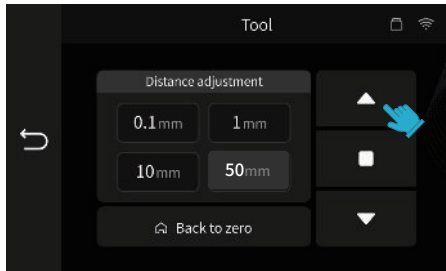 Tool
Distance adjustment
0.1mm 1mm
10mm 50mm
Back to zero